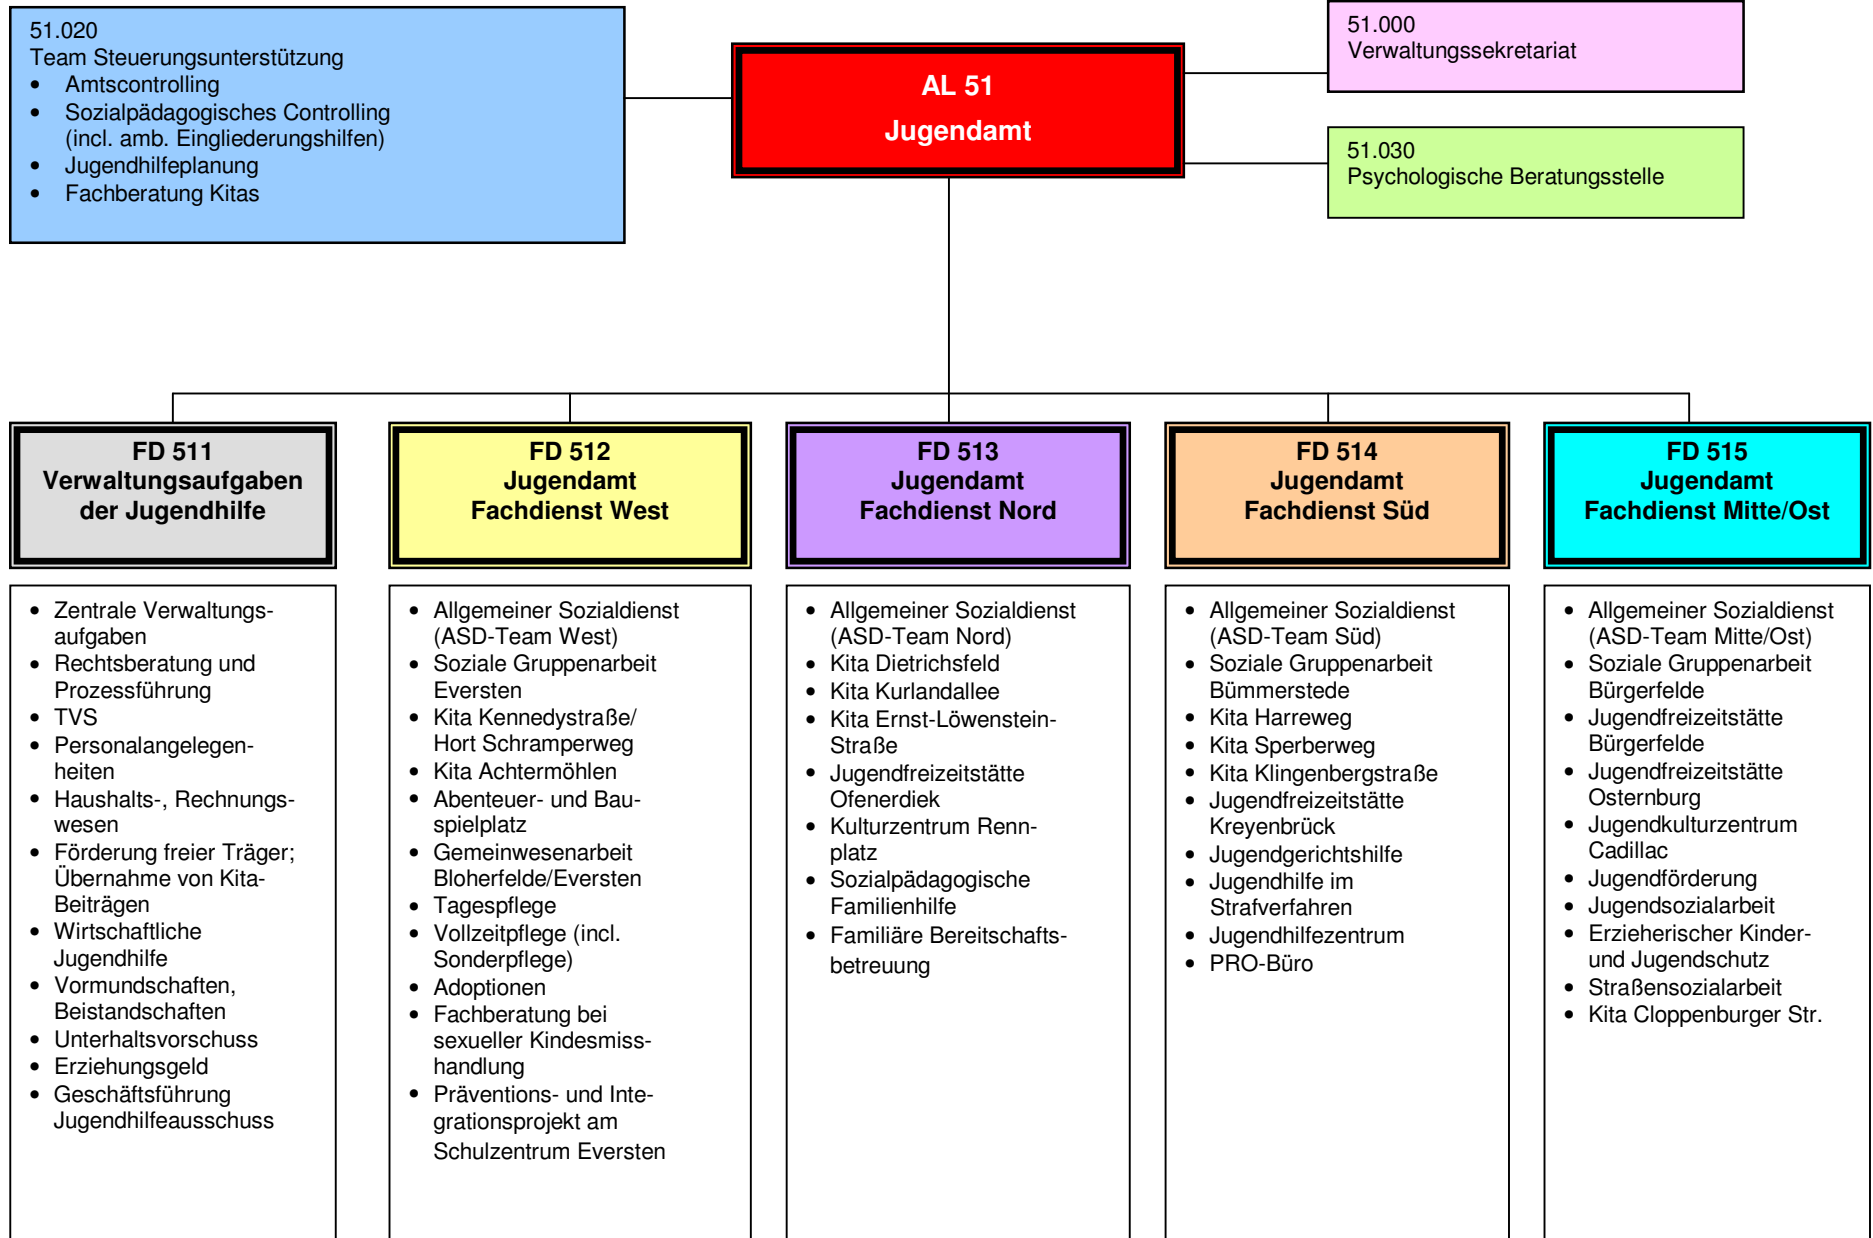 51.020
Team Steuerungsunterstützung
• Amtscontrolling
• Sozialpädagogisches Controlling
(incl. amb. Eingliederungshilfen)
• Jugendhilfeplanung
• Fachberatung Kitas
AL 51
Jugendamt
51.000
Verwaltungssekretariat
51.030
Psychologische Beratungsstelle
FD 511
Verwaltungsaufgaben
der Jugendhilfe
FD 512
Jugendamt
Fachdienst West
FD 513
Jugendamt
Fachdienst Nord
FD 514
Jugendamt
Fachdienst Süd
FD 515
Jugendamt
Fachdienst Mitte/Ost
• Zentrale Verwaltungs-
aufgaben
• Rechtsberatung und
Prozessführung
• TVS
• Personalangelegen-
heiten
• Haushalts-, Rechnungs-
wesen
• Förderung freier Träger;
Übernahme von Kita-
Beiträgen
• Wirtschaftliche
Jugendhilfe
• Vormundschaften,
Beistandschaften
• Unterhaltsvorschuss
• Erziehungsgeld
• Geschäftsführung
Jugendhilfeausschuss
• Allgemeiner Sozialdienst
(ASD-Team West)
• Soziale Gruppenarbeit
Eversten
• Kita Kennedystraße/
Hort Schramperweg
• Kita Achtermöhlen
• Abenteuer- und Bau-
spielplatz
• Gemeinwesenarbeit
Bloherfelde/Eversten
• Tagespflege
• Vollzeitpflege (incl.
Sonderpflege)
• Adoptionen
• Fachberatung bei
sexueller Kindesmiss-
handlung
• Präventions- und Inte-
grationsprojekt am
Schulzentrum Eversten
• Allgemeiner Sozialdienst
(ASD-Team Nord)
• Kita Dietrichsfeld
• Kita Kurlandallee
• Kita Ernst-Löwenstein-
Straße
• Jugendfreizeitstätte
Ofenerdiek
• Kulturzentrum Renn-
platz
• Sozialpädagogische
Familienhilfe
• Familiäre Bereitschafts-
betreuung
• Allgemeiner Sozialdienst
(ASD-Team Süd)
• Soziale Gruppenarbeit
Bümmerstede
• Kita Harreweg
• Kita Sperberweg
• Kita Klingenbergstraße
• Jugendfreizeitstätte
Kreyenbrück
• Jugendgerichtshilfe
• Jugendhilfe im
Strafverfahren
• Jugendhilfezentrum
• PRO-Büro
• Allgemeiner Sozialdienst
(ASD-Team Mitte/Ost)
• Soziale Gruppenarbeit
Bürgerfelde
• Jugendfreizeitstätte
Bürgerfelde
• Jugendfreizeitstätte
Osternburg
• Jugendkulturzentrum
Cadillac
• Jugendförderung
• Jugendsozialarbeit
• Erzieherischer Kinder-
und Jugendschutz
• Straßensozialarbeit
• Kita Cloppenburger Str.